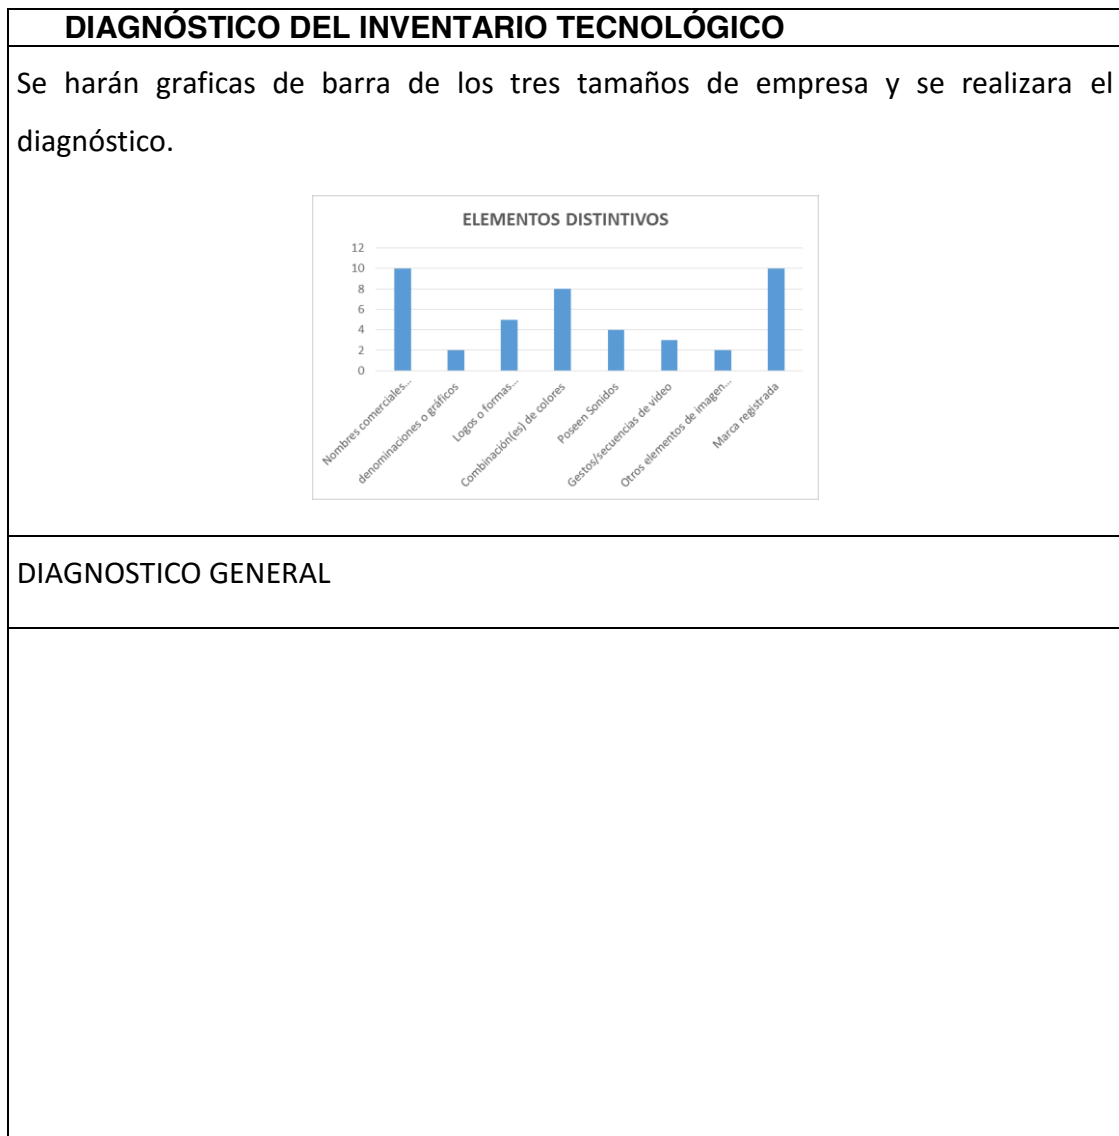 DIAGNÓSTICO DEL INVENTARIO TECNOLÓGICO
Se harán graficas de barra de los tres tamaños de empresa y se realizara el
diagnóstico.
ELEMENTOS DISTINTIVOS
12
10
8
6
4
2
0
Nombres comerciales...
denominaciones o gráficos
Logos o formas...
Combinación(es) de colores
Poseen Sonidos
Gestos/secuencias de video
Otros elementos de imagen...
Marca registrada
DIAGNOSTICO GENERAL